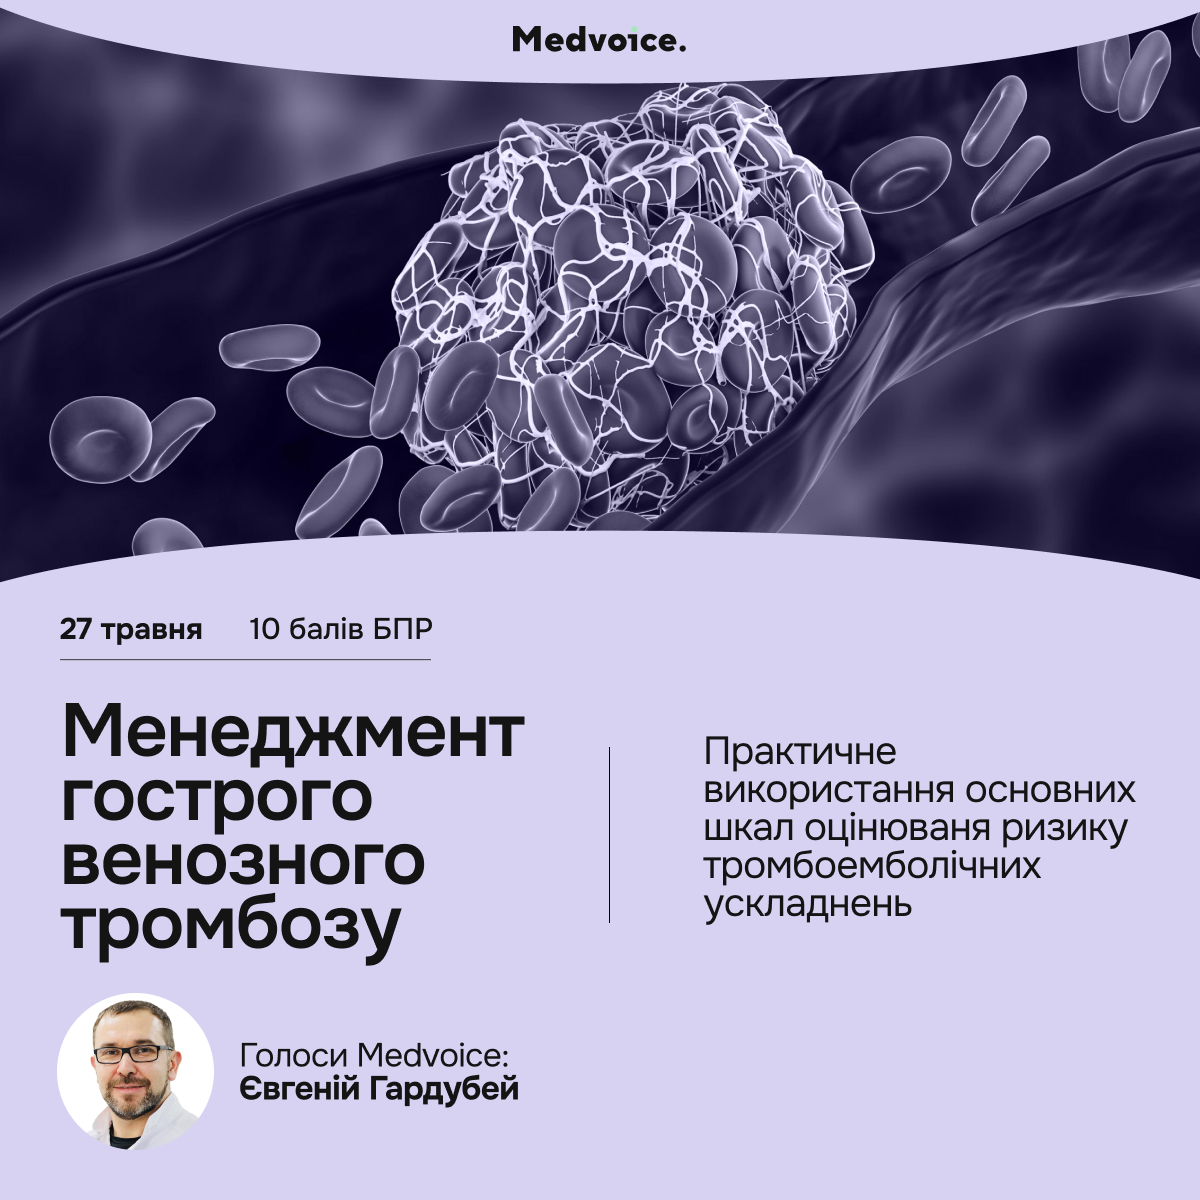 Medvoice.
27 травня 10 балів БПР
Менеджмент
гострого
венозного
тромбозу
Практичне
використання основних
шкал оцінюваня ризику
тромбоемболічних
ускладнень
Голоси Medvoice:
Євгеній Гардубей